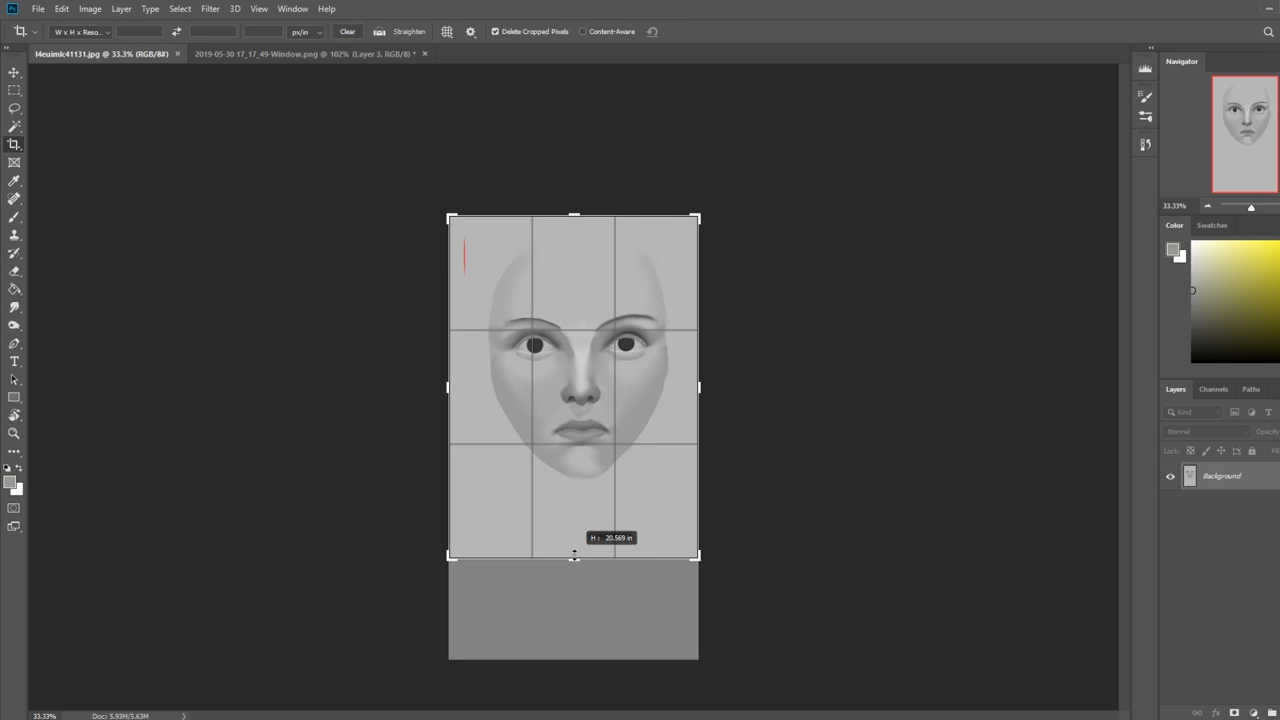 Ps File Edit Image Layer Type Select Filter 3D View Window Help
W x H x Reso... px/in Clear Straighten Delete Cropped Pixels Content-Aware
l4euimlc41131.jpg @ 33.3% (RGB/8#) × 2019-05-30 17_17_49-Window.png @ 102% (Layer 3, RGB/8) * ×
Navigator
33.33%
Color Swatches
Layers Channels Paths
Kind
Normal Opacity
Lock:
Background
H : 20.569 in
33.33% Doc: 5.93M/5.63M